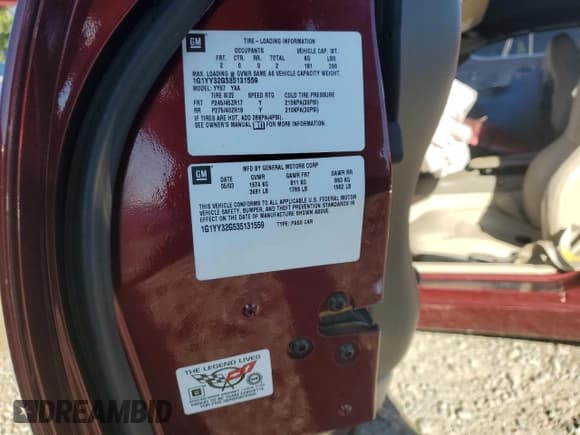 GM
TIRE - LOADING INFORMATION
OCCUPANTS VEHICLE CAP. WT.
FRT. CTR. RR. TOTAL KG LBS
2 0 0 2 181 399
MAX. LOADING @ GVWR SAME AS VEHICLE CAPACITY WEIGHT.
1G1YY32G535131559
MODEL: YY67 YAA
TIRE SIZE SPEED RTG COLD TIRE PRESSURE
FRT P245/45ZR17 Y 210KPA(30PSI)
RR P275/40ZR18 Y 210KPA(30PSI)
IF TIRES ARE HOT, ADD 28KPA(4PSI).
SEE OWNER'S MANUAL FOR ADDITIONAL INFORMATION.
GM
MFD BY GENERAL MOTORS CORP
DATE GVWR GAWR FRT GAWR RR
05/03 1674 KG 811 KG 863 KG
3691 LB 1789 LB 1902 LB
THIS VEHICLE CONFORMS TO ALL APPLICABLE U.S. FEDERAL MOTOR
VEHICLE SAFETY, BUMPER, AND THEFT PREVENTION STANDARDS IN
EFFECT ON THE DATE OF MANUFACTURE SHOWN ABOVE.
1G1YY32G535131559 TYPE: PASS CAR
THE LEGEND LIVES
DREAMBID